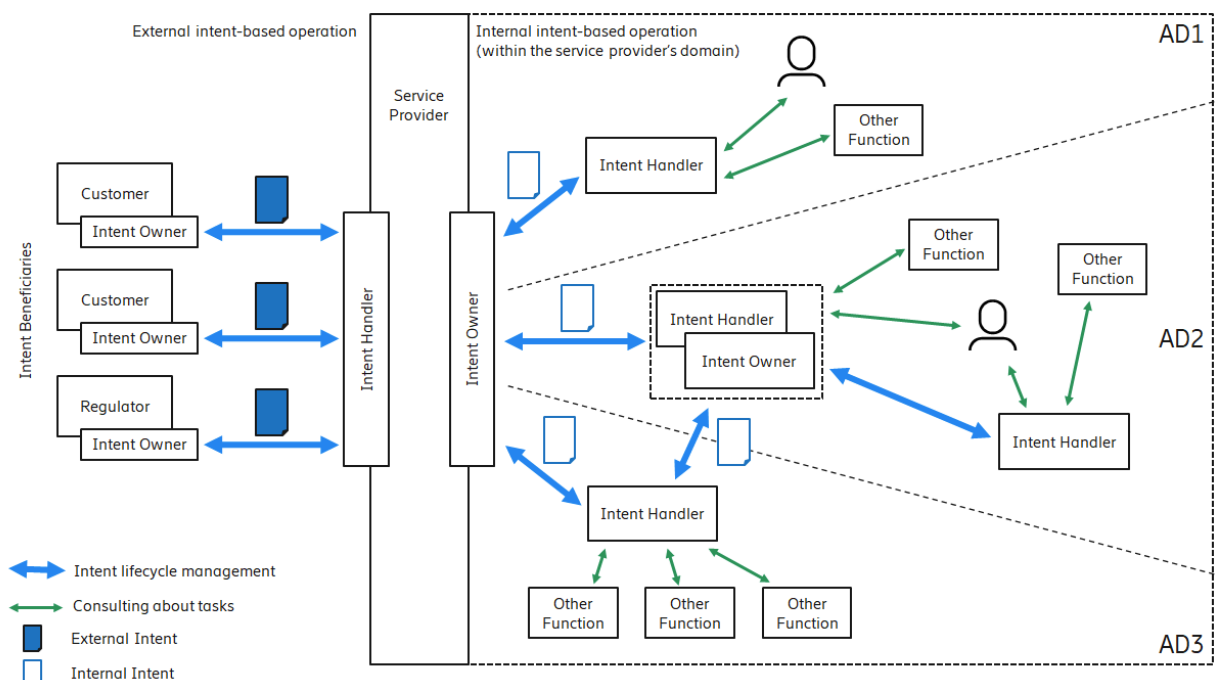 External intent-based operation
Internal intent-based operation
(within the service provider's domain)
AD1
Service
Provider
Other
Function
Intent Handler
Customer
Intent Owner
Other
Function
Other
Function
Intent Beneficiaries
Customer
Intent Owner
Intent Handler
Intent Owner
Intent Handler
Intent Owner
AD2
Regulator
Intent Owner
Intent Handler
Intent Handler
Other
Function
Other
Function
Other
Function
AD3
Intent lifecycle management
Consulting about tasks
External Intent
Internal Intent